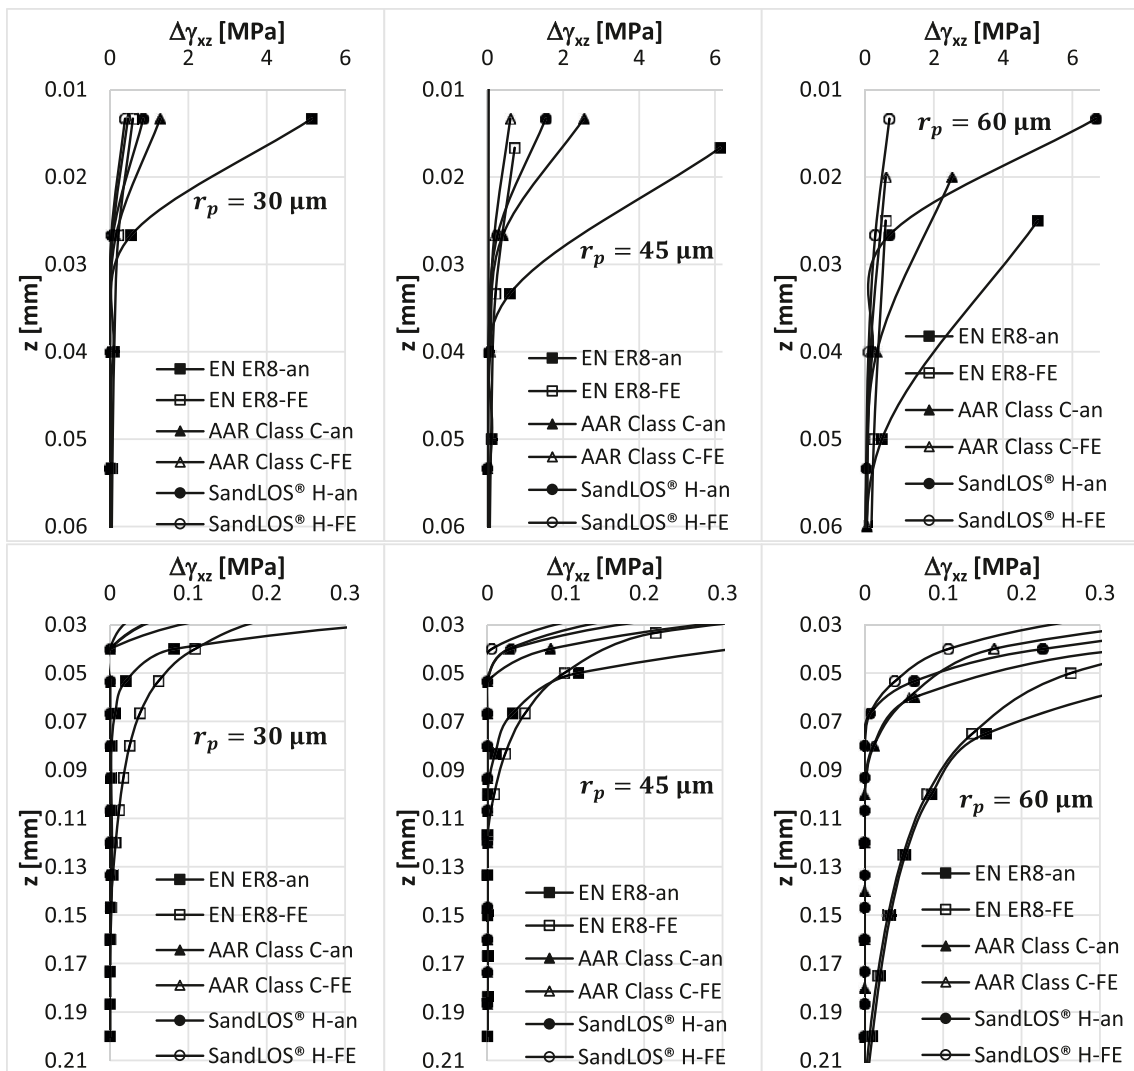 Δγxz [MPa]
0 2 4 6
0.01
0.02
0.03
0.04
0.05
0.06
z [mm]
rp = 30 μm
EN ER8-an
EN ER8-FE
AAR Class C-an
AAR Class C-FE
SandLOS® H-an
SandLOS® H-FE
Δγxz [MPa]
0 2 4 6
0.01
0.02
0.03
0.04
0.05
0.06
z [mm]
rp = 45 μm
EN ER8-an
EN ER8-FE
AAR Class C-an
AAR Class C-FE
SandLOS® H-an
SandLOS® H-FE
Δγxz [MPa]
0 2 4 6
0.01
0.02
0.03
0.04
0.05
0.06
z [mm]
rp = 60 μm
EN ER8-an
EN ER8-FE
AAR Class C-an
AAR Class C-FE
SandLOS® H-an
SandLOS® H-FE
Δγxz [MPa]
0 0.1 0.2 0.3
0.03
0.05
0.07
0.09
0.11
0.13
0.15
0.17
0.19
0.21
z [mm]
rp = 30 μm
EN ER8-an
EN ER8-FE
AAR Class C-an
AAR Class C-FE
SandLOS® H-an
SandLOS® H-FE
Δγxz [MPa]
0 0.1 0.2 0.3
0.03
0.05
0.07
0.09
0.11
0.13
0.15
0.17
0.19
0.21
z [mm]
rp = 45 μm
EN ER8-an
EN ER8-FE
AAR Class C-an
AAR Class C-FE
SandLOS® H-an
SandLOS® H-FE
Δγxz [MPa]
0 0.1 0.2 0.3
0.03
0.05
0.07
0.09
0.11
0.13
0.15
0.17
0.19
0.21
z [mm]
rp = 60 μm
EN ER8-an
EN ER8-FE
AAR Class C-an
AAR Class C-FE
SandLOS® H-an
SandLOS® H-FE